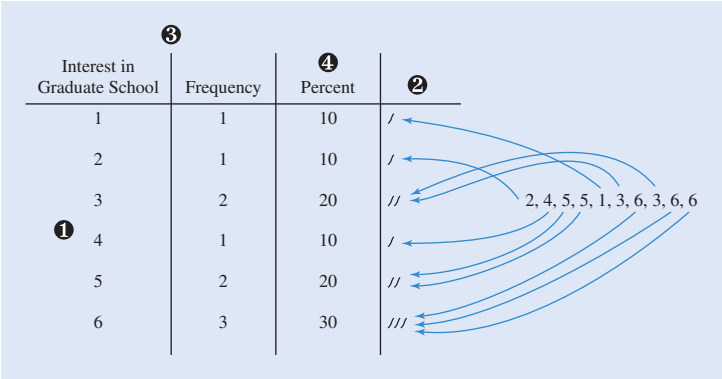 ❸
❹
Interest in
Graduate School Frequency Percent ❷
1 1 10 /
2 1 10 /
3 2 20 // 2, 4, 5, 5, 1, 3, 6, 3, 6, 6
❶
4 1 10 /
5 2 20 //
6 3 30 ///